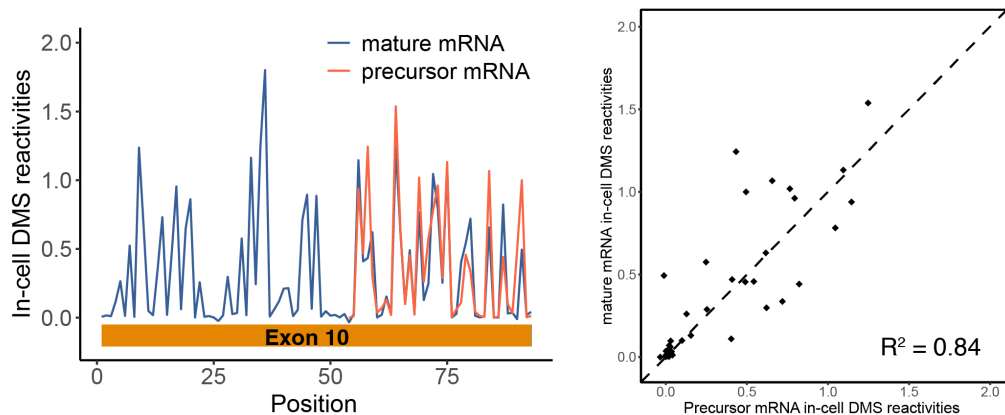 In-cell DMS reactivities
2.0
1.5
1.0
0.5
0.0
mature mRNA
precursor mRNA
Exon 10
0
25
50
75
Position
mature mRNA in-cell DMS reactivities
2.0
1.5
1.0
0.5
0.0
R² = 0.84
0.0
0.5
1.0
1.5
2.0
Precursor mRNA in-cell DMS reactivities